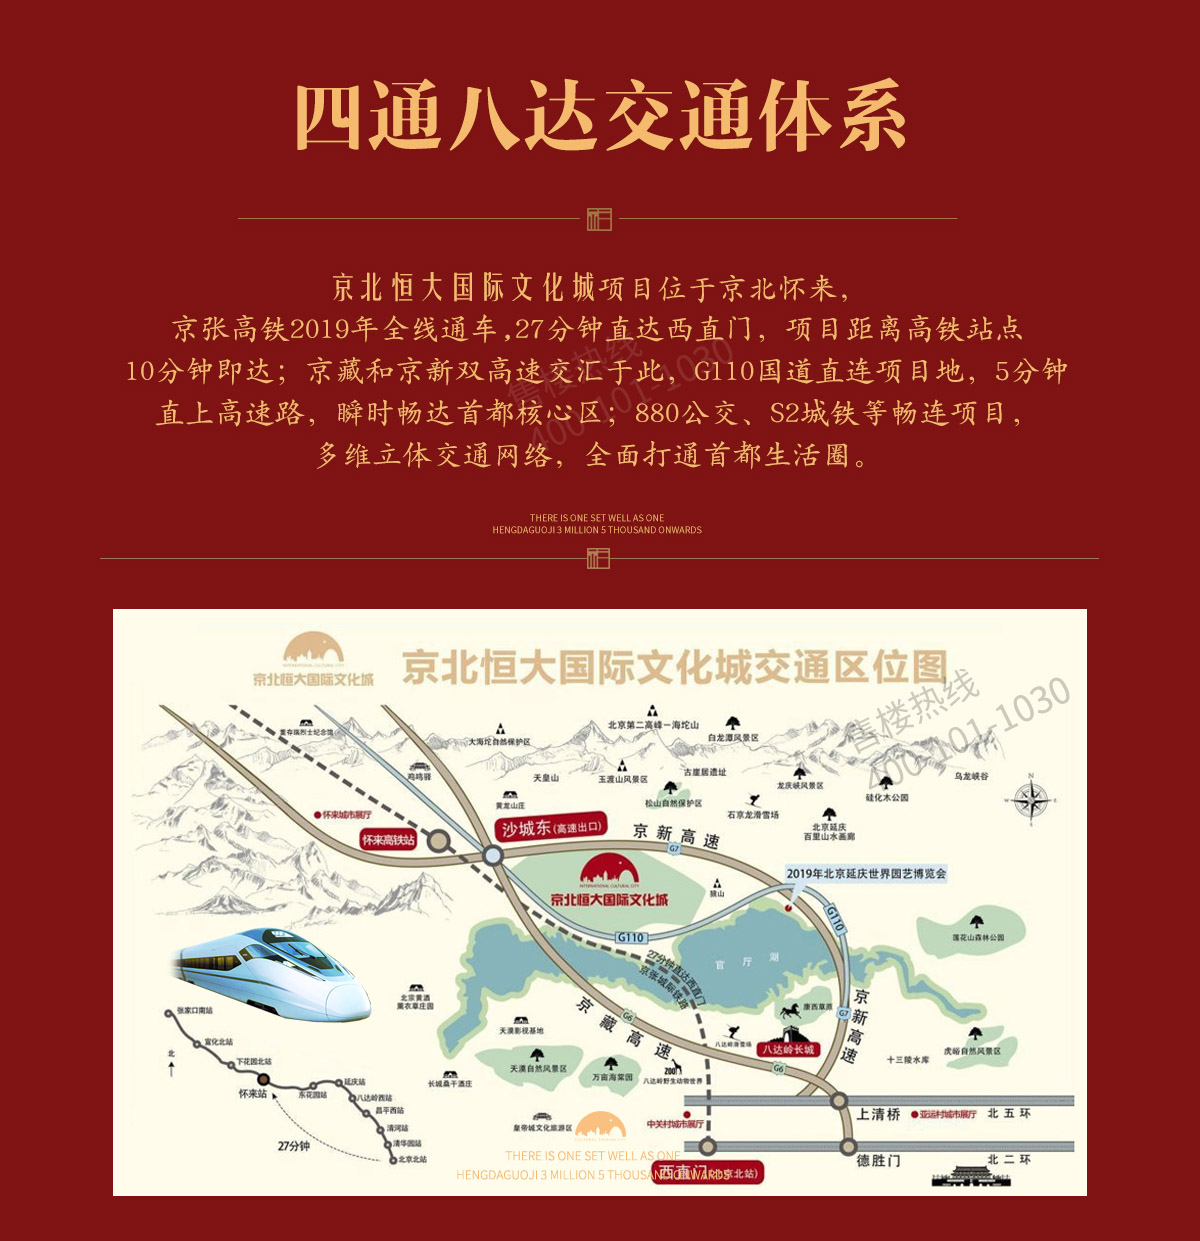 四通八达交通体系
京北恒大国际文化城项目位于京北怀来，
京张高铁2019年全线通车,27分钟直达西直门，项目距离高铁站点
10分钟即达；京藏和京新双高速交汇于此，G110国道直连项目地，5分钟
直上高速路，瞬时畅达首都核心区；880公交、S2城铁等畅连项目，
多维立体交通网络，全面打通首都生活圈。
售楼热线
400-101-1030
THERE IS ONE SET WELL AS ONE
HENGDAGUOJI 3 MILLION 5 THOUSAND ONWARDS
INTERNATIONAL CULTURAL CITY
京北恒大国际文化城
京北恒大国际文化城交通区位图
售楼热线
400-101-1030
董存瑞烈士纪念馆
大海坨自然保护区
北京第二高峰—海坨山
白龙潭风景区
鸡鸣驿
天皇山
玉渡山风景区
古崖居遗址
龙庆峡风景区
乌龙峡谷
黄龙山庄
松山自然保护区
石京龙滑雪场
硅化木公园
北京延庆
百里山水画廊
N
W
E
S
怀来城市展厅
怀来高铁站
沙城东(高速出口)
京新高速
G7
INTERNATIONAL CULTURAL CITY
京北恒大国际文化城
2019年北京延庆世界园艺博览会
G110
G110
官厅湖
莲花山森林公园
27分钟直达西直门
京张城际铁路
北京黄酒
薰衣草庄园
康西草原
G7
京新高速
张家口南站
宣化北站
下花园北站
怀来站
东花园站
延庆站
八达岭西站
昌平西站
清河站
清华园站
北京北站
27分钟
北
天漠影视基地
天漠自然风景区
长城桑干酒庄
万亩海棠园
京藏高速
G6
G6
ZOO
八达岭野生动物世界
八达岭滑雪场
八达岭长城
十三陵水库
虎峪自然风景区
皇帝城文化旅游区
中关村城市展厅
上清桥
亚运村城市展厅
北五环
德胜门
北二环
西直门(北京北站)
THERE IS ONE SET WELL AS ONE
HENGDAGUOJI 3 MILLION 5 THOUSAND ONWARDS